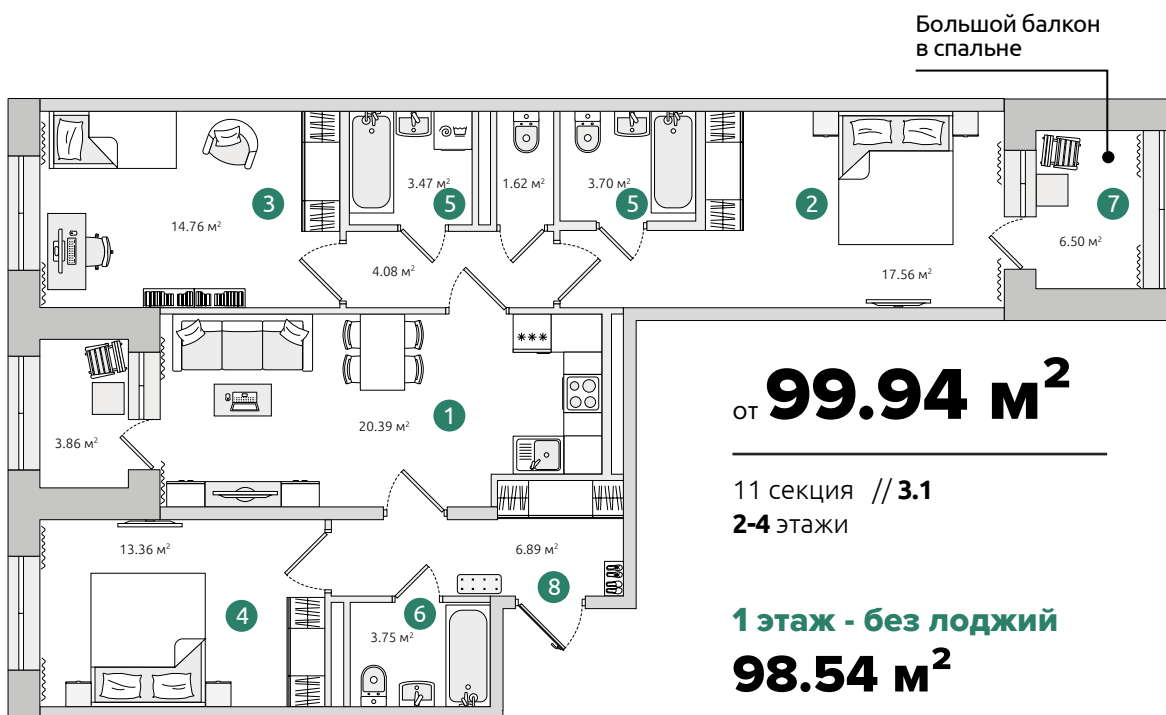 Большой балкон
в спальне
3.47 м²
1.62 м²
3.70 м²
3
5
5
2
7
14.76 м²
6.50 м²
4.08 м²
17.56 м²
***
1
20.39 м²
3.86 м²
от 99.94 м²
11 секция // 3.1
2-4 этажи
13.36 м²
6.89 м²
8
4
6
3.75 м²
1 этаж - без лоджий
98.54 м²